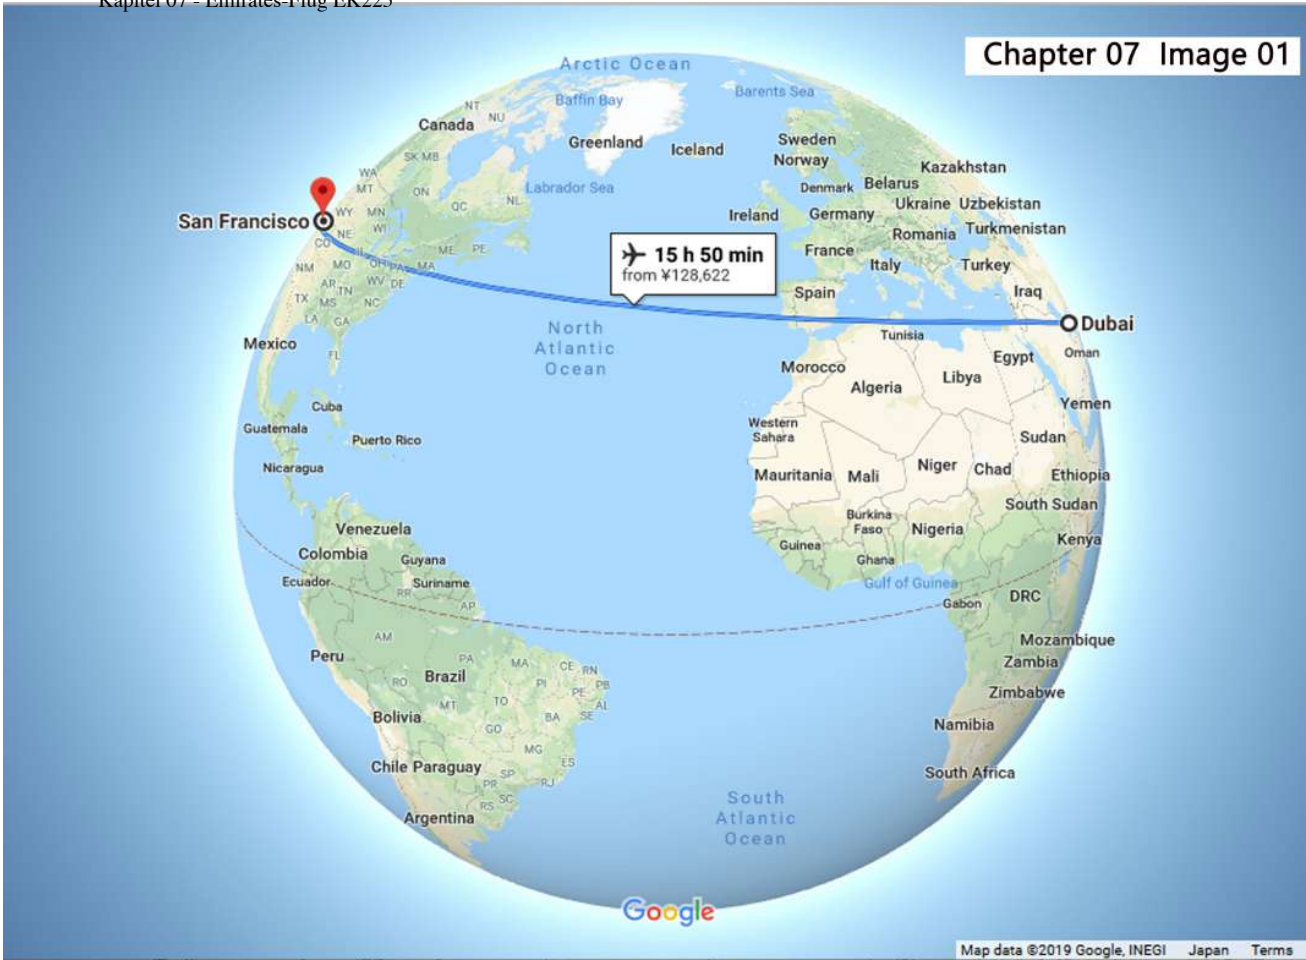 Kapitel 07 - Emirates-Flug EK225
Chapter 07 Image 01
Arctic Ocean
Baffin Bay
Barents Sea
NT
NU
Canada
Greenland
Iceland
Sweden
Norway
Kazakhstan
SK MB
WA
MT
ON
QC
NL
Labrador Sea
Denmark
Belarus
Ukraine
Uzbekistan
San Francisco
WY
MN
NE
WI
CO
IL
ME
PE
Ireland
Germany
Romania
Turkmenistan
France
Italy
Turkey
15 h 50 min
from ¥128,622
NM
MO
OH
PA
MA
AR
TN
WV
DE
TX
MS
NC
LA
GA
FL
Spain
Iraq
Dubai
Tunisia
Oman
Mexico
North
Atlantic
Ocean
Morocco
Algeria
Libya
Egypt
Yemen
Cuba
Guatemala
Puerto Rico
Nicaragua
Western
Sahara
Sudan
Mauritania
Mali
Niger
Chad
Ethiopia
South Sudan
Burkina
Faso
Nigeria
Guinea
Ghana
Kenya
Venezuela
Colombia
Guyana
Ecuador
Suriname
RR
AP
Gulf of Guinea
Gabon
DRC
AM
Peru
PA
MA
CE
RN
Brazil
RO
PI
PB
PE
AL
SE
MT
TO
BA
Bolivia
GO
MG
ES
Mozambique
Zambia
Zimbabwe
Namibia
South Africa
Chile
Paraguay
SP
RJ
PR
SC
RS
Argentina
South
Atlantic
Ocean
Google
Map data ©2019 Google, INEGI Japan Terms